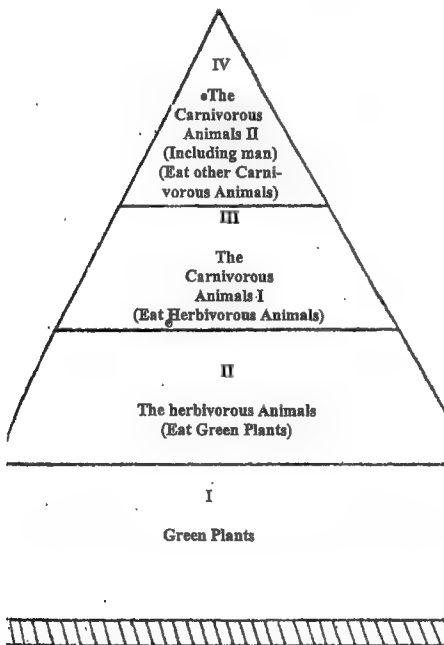 IV
•The
Carnivorous
Animals II
(Including man)
(Eat other Carni-
vorous Animals)
III
The
Carnivorous
Animals I
(Eat Herbivorous Animals)
II
The herbivorous Animals
(Eat Green Plants)
I
Green Plants